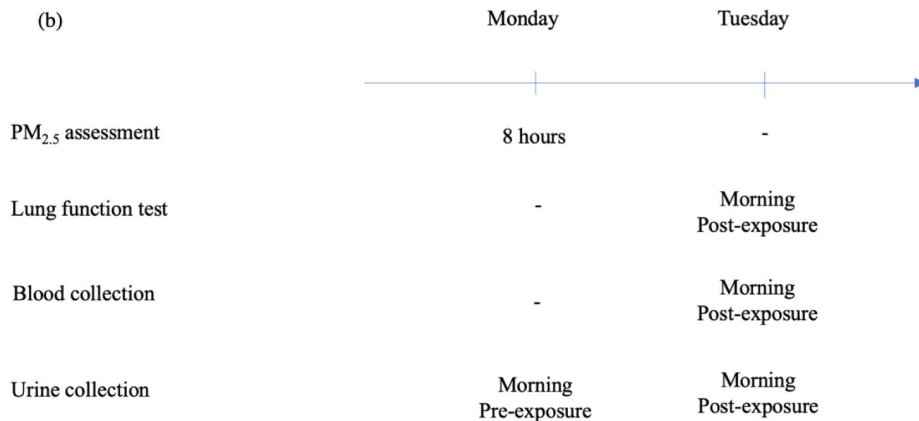 (b) Monday Tuesday
PM2.5 assessment 8 hours -
Lung function test - Morning
Post-exposure
Blood collection - Morning
Post-exposure
Urine collection Morning Morning
Pre-exposure Post-exposure